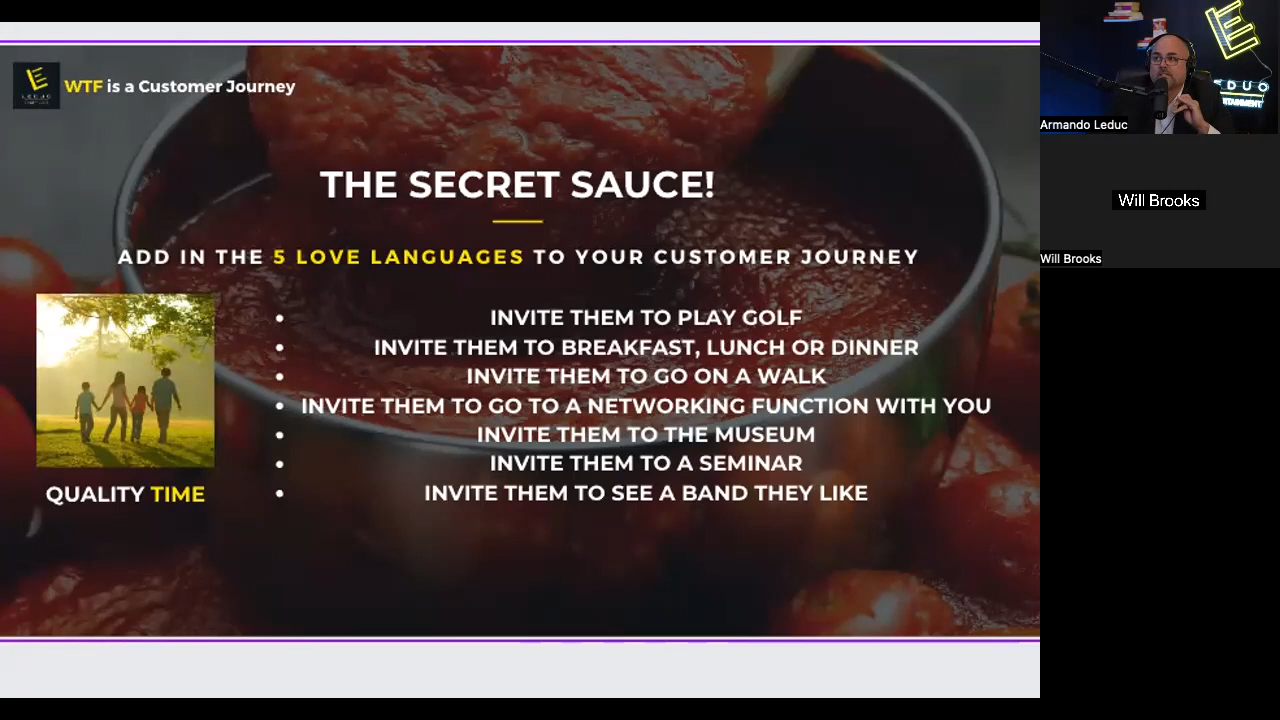 WTF is a Customer Journey
THE SECRET SAUCE!
ADD IN THE 5 LOVE LANGUAGES TO YOUR CUSTOMER JOURNEY
INVITE THEM TO PLAY GOLF
INVITE THEM TO BREAKFAST, LUNCH OR DINNER
INVITE THEM TO GO ON A WALK
INVITE THEM TO GO TO A NETWORKING FUNCTION WITH YOU
INVITE THEM TO THE MUSEUM
INVITE THEM TO A SEMINAR
INVITE THEM TO SEE A BAND THEY LIKE
QUALITY TIME
Armando Leduc
Will Brooks
Will Brooks